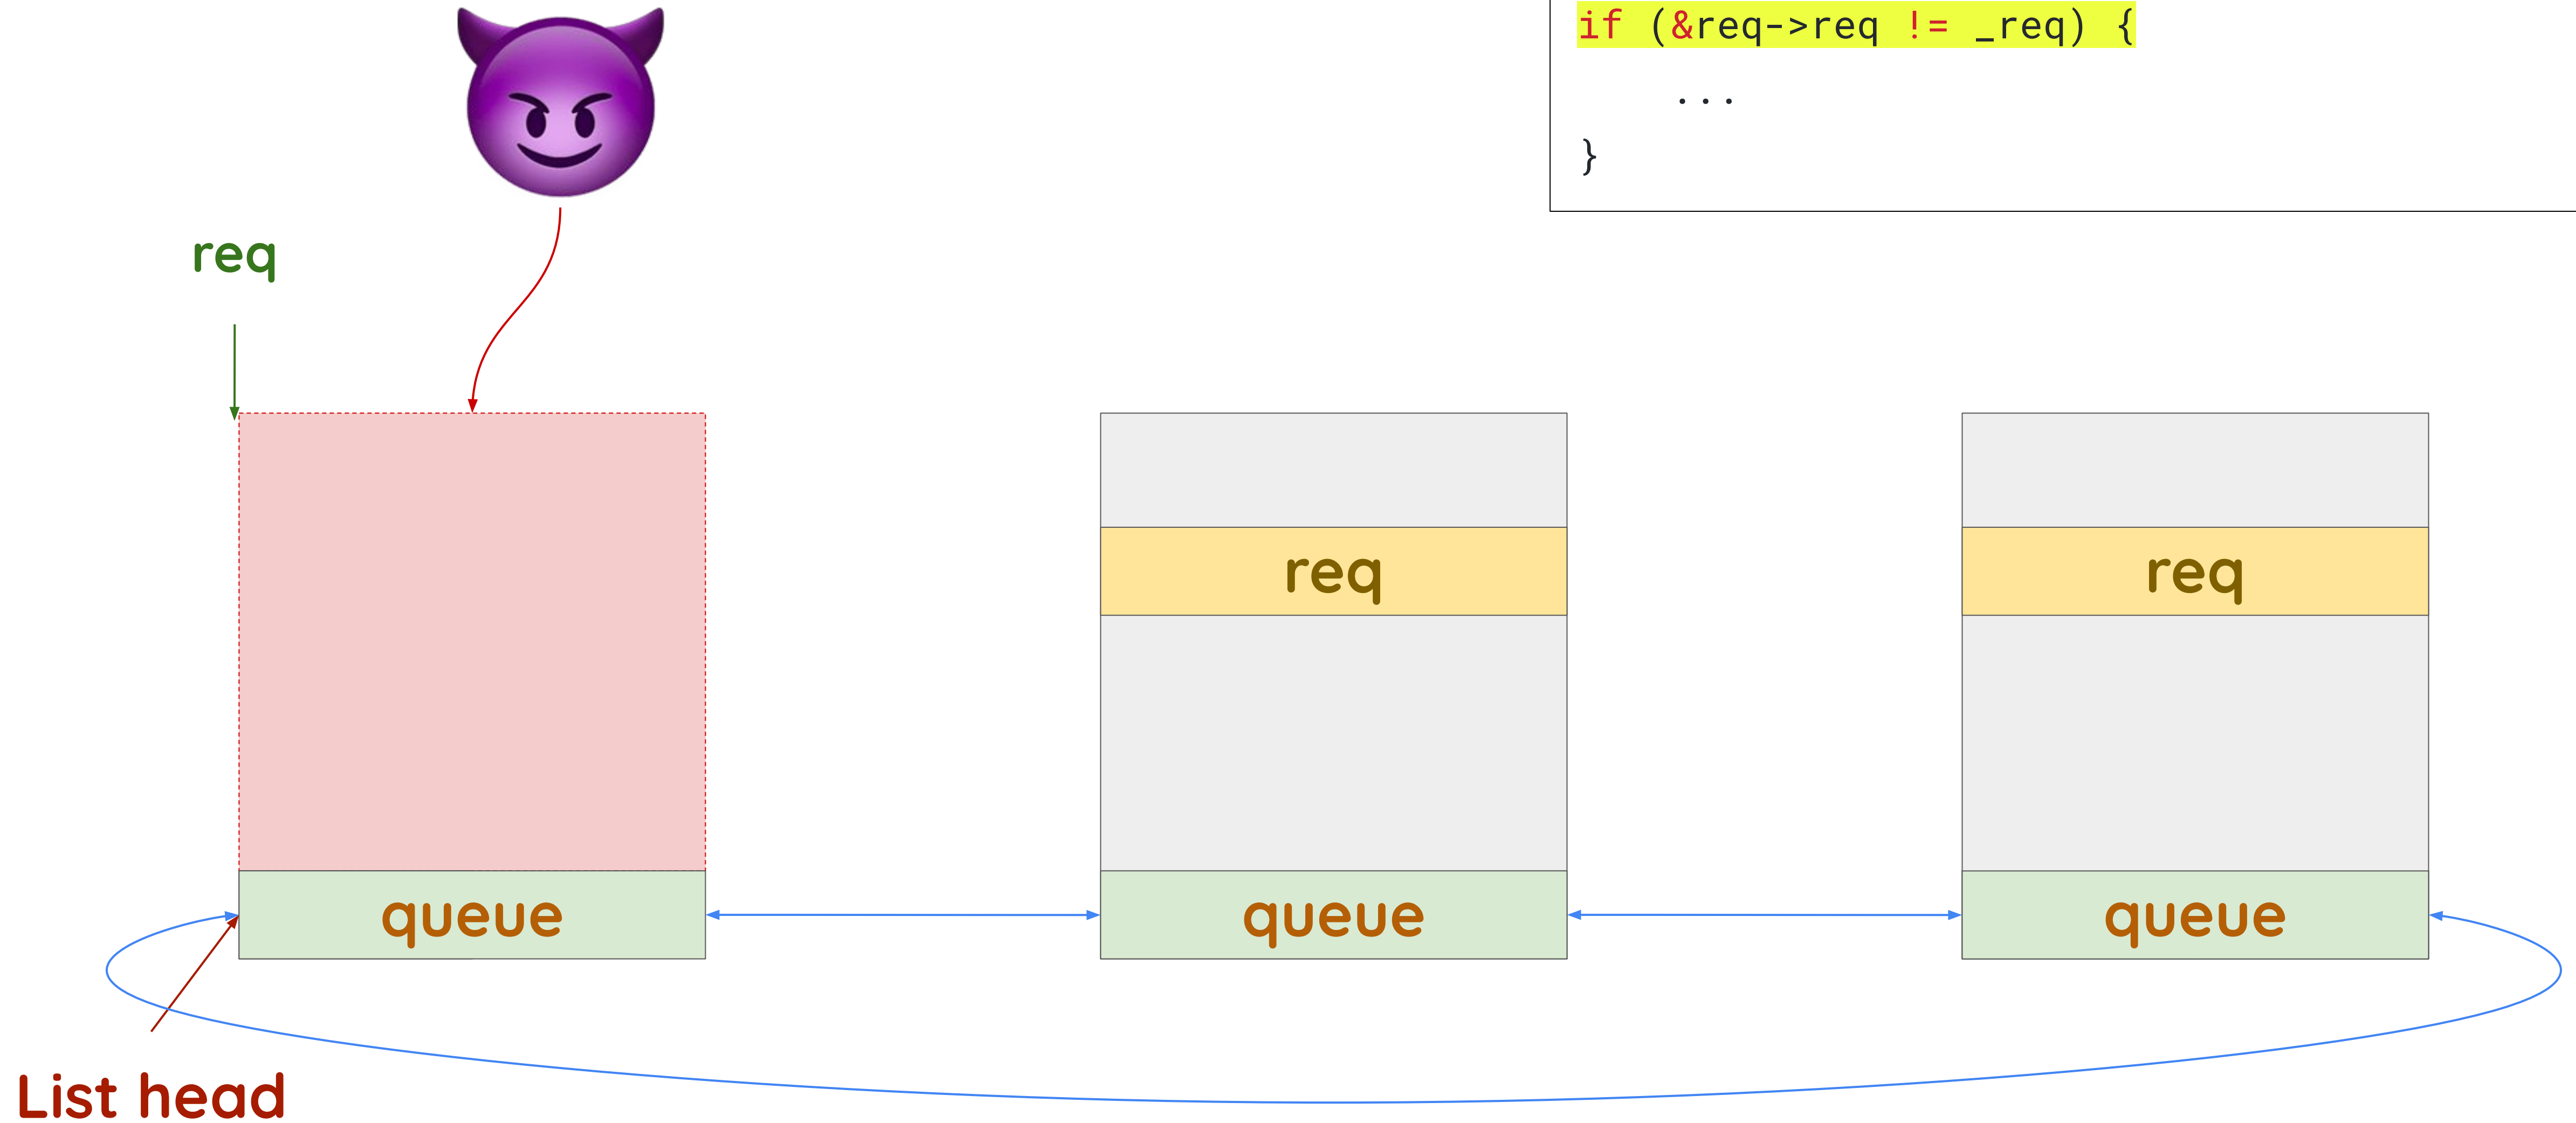 if (&req->req != _req) {
...
}
req
req
req
queue
queue
queue
List head